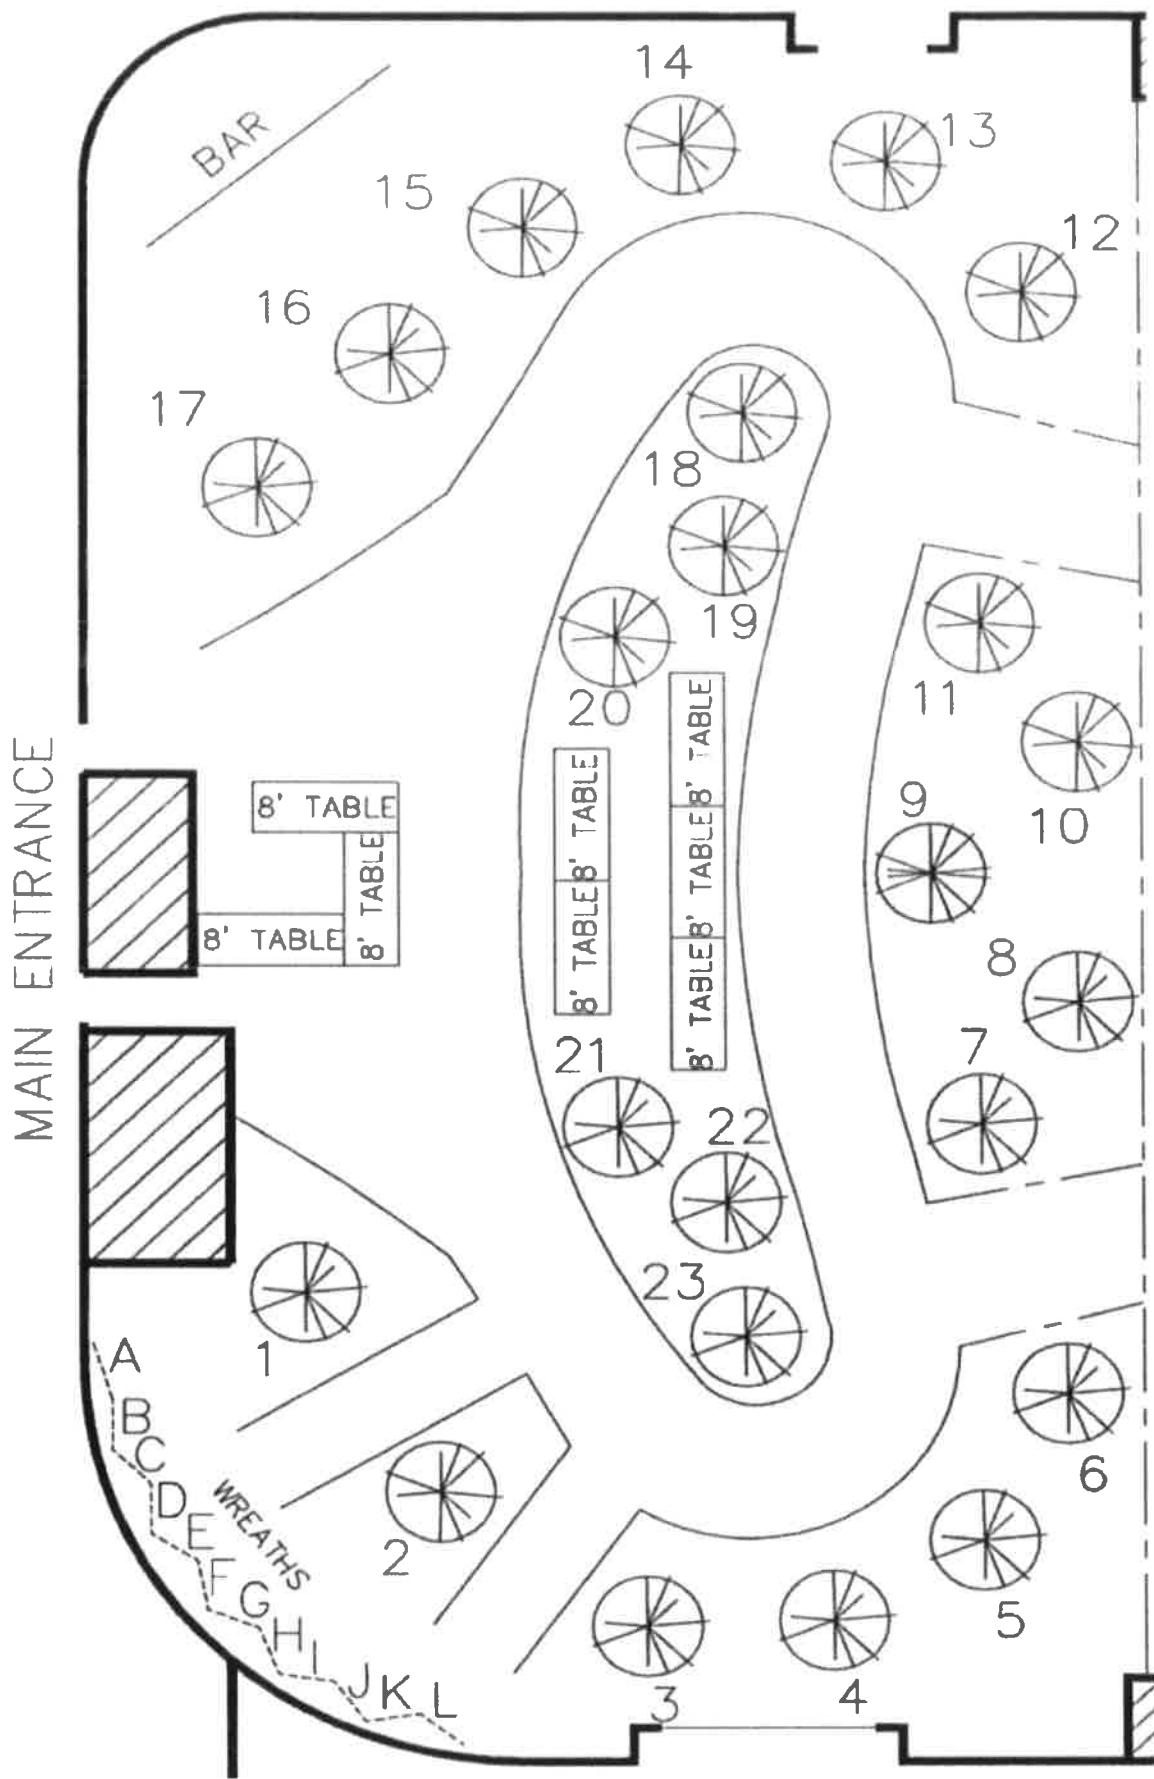 14
13
BAR
15
12
16
17
18
19
20
11
8' TABLE
8' TABLE
8' TABLE
8' TABLE
8' TABLE
10
9
MAIN ENTRANCE
8' TABLE
8' TABLE
8' TABLE
8
7
21
22
23
1
A
B
C
D
E
F
G
H
I
J
K
L
WREATHS
2
6
5
3
4